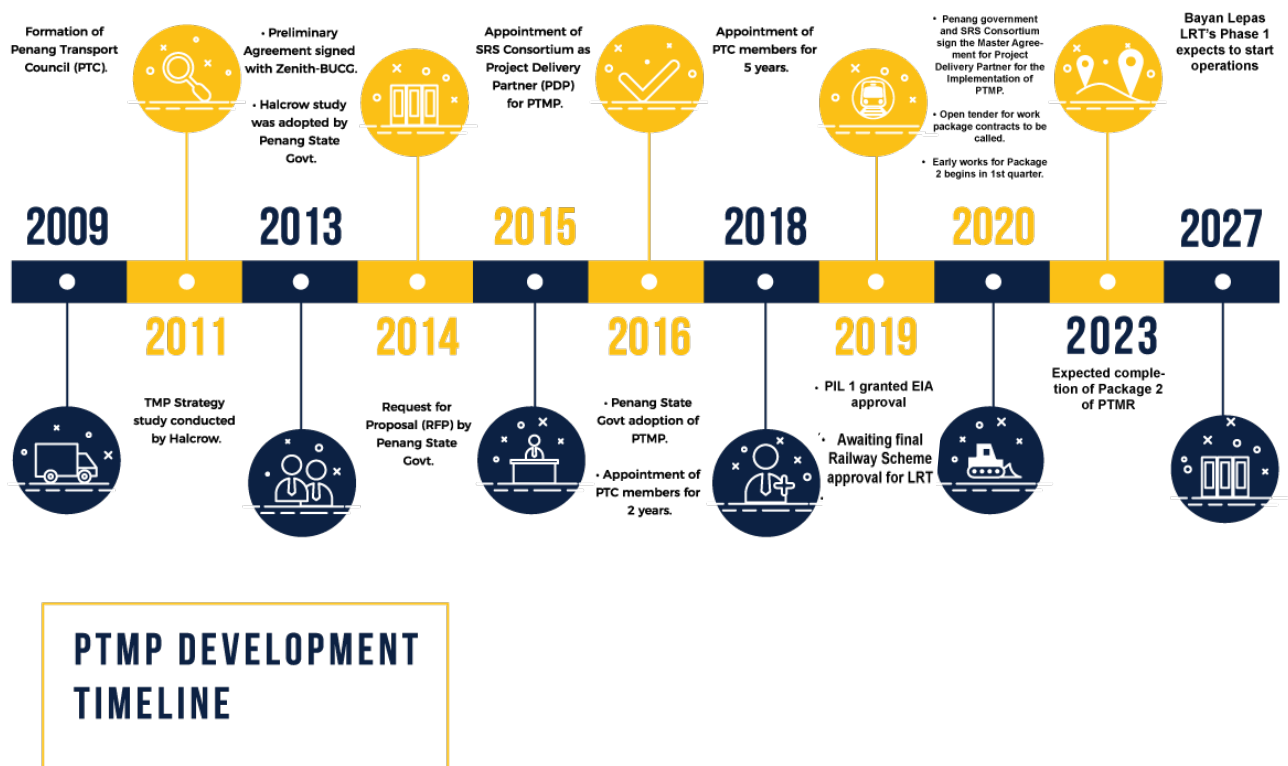 Formation of
Penang Transport
Council (PTC).
2009
2011
TMP Strategy
study conducted
by Halcrow.
• Preliminary
Agreement signed
with Zenith-BUCG.
• Halcrow study
was adopted by
Penang State
Govt.
2013
2014
Request for
Proposal (RFP) by
Penang State
Govt.
Appointment of
SRS Consortium as
Project Delivery
Partner (PDP)
for PTMP.
2015
2016
• Penang State
Govt adoption of
PTMP.
• Appointment of
PTC members for
2 years.
Appointment of
PTC members for
5 years.
2018
2019
• PIL 1 granted EIA
approval
• Awaiting final
Railway Scheme
approval for LRT
•
• Penang government
and SRS Consortium
sign the Master Agree-
ment for Project
Delivery Partner for the
Implementation of
PTMP.
• Open tender for work
package contracts to be
called.
• Early works for Package
2 begins in 1st quarter.
2020
2023
Expected comple-
tion of Package 2
of PTMR
Bayan Lepas
LRT's Phase 1
expects to start
operations
2027
PTMP DEVELOPMENT
TIMELINE